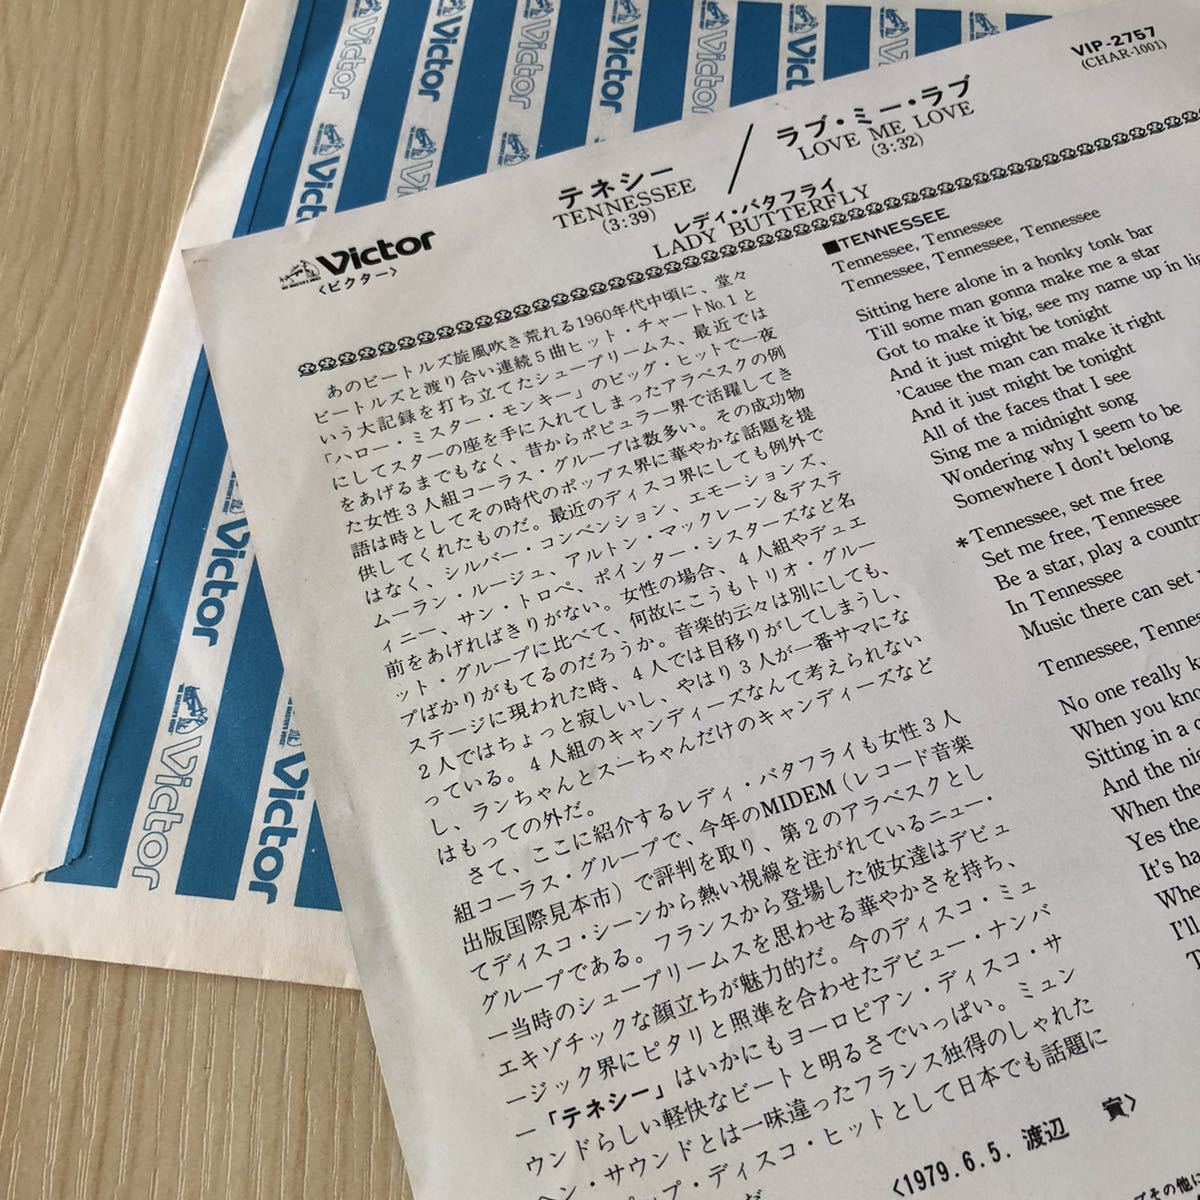 Victor
Victor
Victor
Victor
Victor
Victor
Victor
Victor
Victor
Victor
Victor
VIP-2757
(CHAR-1001)
テネシー
TENNESSEE
(3:39)
ラブ・ミー・ラブ
LOVE ME LOVE
(3:32)
レディ・バタフライ
LADY BUTTERFLY
Victor
〈ビクター〉
あのビートルズ旋風吹き荒れる1960年代中頃に、堂々
ビートルズと渡り合い連続5曲ヒット・チャートNo.1と
いう大記録を打ち立てたシュープリームス、最近では
「ハロー・ミスター・モンキー」のビッグ・ヒットで一夜
にしてスターの座を手に入れてしまったアラベスクの例
をあげるまでもなく、昔からポピュラー界で活躍してき
た女性3人組コーラス・グループは数多い。その成功物
語は時としてその時代のポップス界に華やかな話題を提
供してくれたものだ。最近のディスコ界にしても例外で
はなく、シルバー・コンベンション、エモーションズ、
ムーラン・ルージュ、アルトン・マックレーン&デステ
ィニー、サン・トロペ、ポインター・シスターズなど名
前をあげればきりがない。女性の場合、4人組やデュエ
ット・グループに比べて、何故にこうもトリオ・グルー
プばかりがもてるのだろうか。音楽的云々は別にしても、
ステージに現われた時、4人では目移りがしてしまうし、
2人ではちょっと寂しいし、やはり3人が一番サマにな
っている。4人組のキャンディーズなんて考えられない
し、ランちゃんとスーちゃんだけのキャンディーズなど
はもっての外だ。
さて、ここに紹介するレディ・バタフライも女性3人
組コーラス・グループで、今年のMIDEM(レコード音楽
出版国際見本市)で評判を取り、第2のアラベスクとし
てディスコ・シーンから熱い視線を注がれているニュー・
グループである。フランスから登場した彼女達はデビュ
ー当時のシュープリームスを思わせる華やかさを持ち、
エキゾチックな顔立ちが魅力的だ。今のディスコ・ミュ
ージック界にピタリと照準を合わせたデビュー・ナンバ
ー「テネシー」はいかにもヨーロピアン・ディスコ・サ
ウンドらしい軽快なビートと明るさでいっぱい。ミュン
ヘン・サウンドとは一味違ったフランス独得のしゃれた
ポップ・ディスコ・ヒットとして日本でも話題に
〈1979.6.5.渡辺 寅〉
■TENNESSEE
Tennessee, Tennessee
Tennessee, Tennessee, Tennessee
Sitting here alone in a honky tonk bar
Till some man gonna make me a star
Got to make it big, see my name up in
And it just might be tonight
'Cause the man can make it right
And it just might be tonight
All of the faces that I see
Sing me a midnight song
Wondering why I seem to be
Somewhere I don't belong
*Tennessee, set me free
Set me free, Tennessee
Be a star, play a
In Tennessee
Music there can set
Tennessee,
No one really
When you
Sitting in a
And the
When the
Yes the
It's
I'll